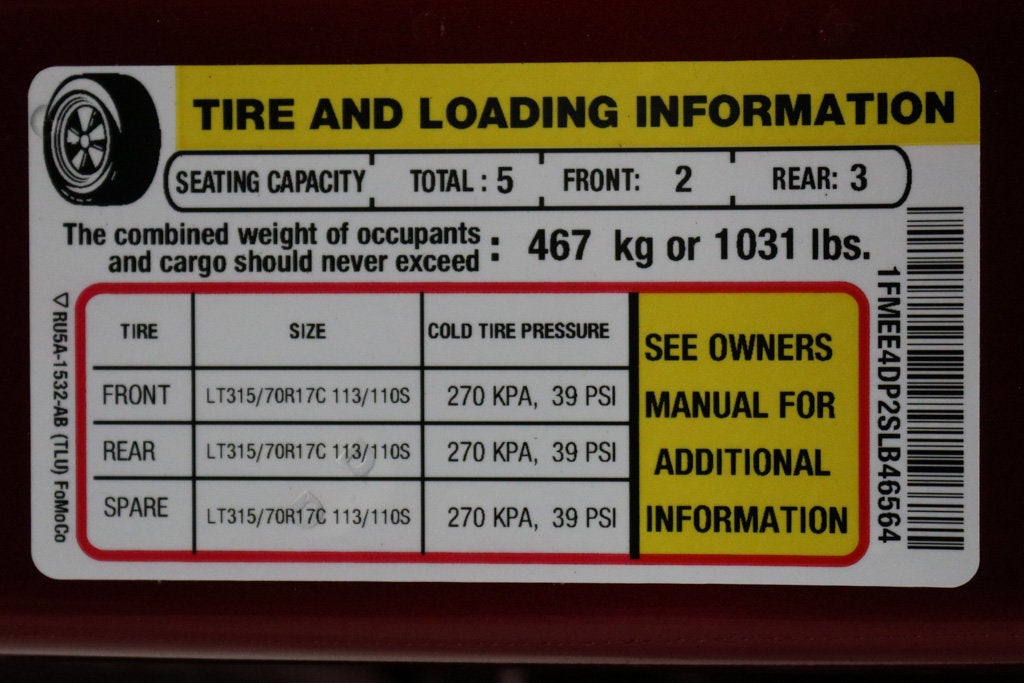 TIRE AND LOADING INFORMATION
SEATING CAPACITY TOTAL : 5 FRONT: 2 REAR: 3
The combined weight of occupants
and cargo should never exceed : 467 kg or 1031 lbs.
TIRE SIZE COLD TIRE PRESSURE
FRONT LT315/70R17C 113/110S 270 KPA, 39 PSI
REAR LT315/70R17C 113/110S 270 KPA, 39 PSI
SPARE LT315/70R17C 113/110S 270 KPA, 39 PSI
SEE OWNERS
MANUAL FOR
ADDITIONAL
INFORMATION
1FMEE4DP2SLB46564
▽RU5A-1532-AB (TLU) FoMoCo